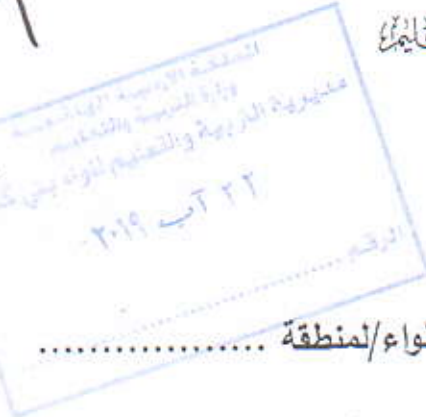 المملكة الأردنية الهاشمية
وزارة التربية والتعليم
مديرية التربية والتعليم للواء بني
٢٢ آب ٢٠١٩
الرقم ....................
لواء/لمنطقة ..................